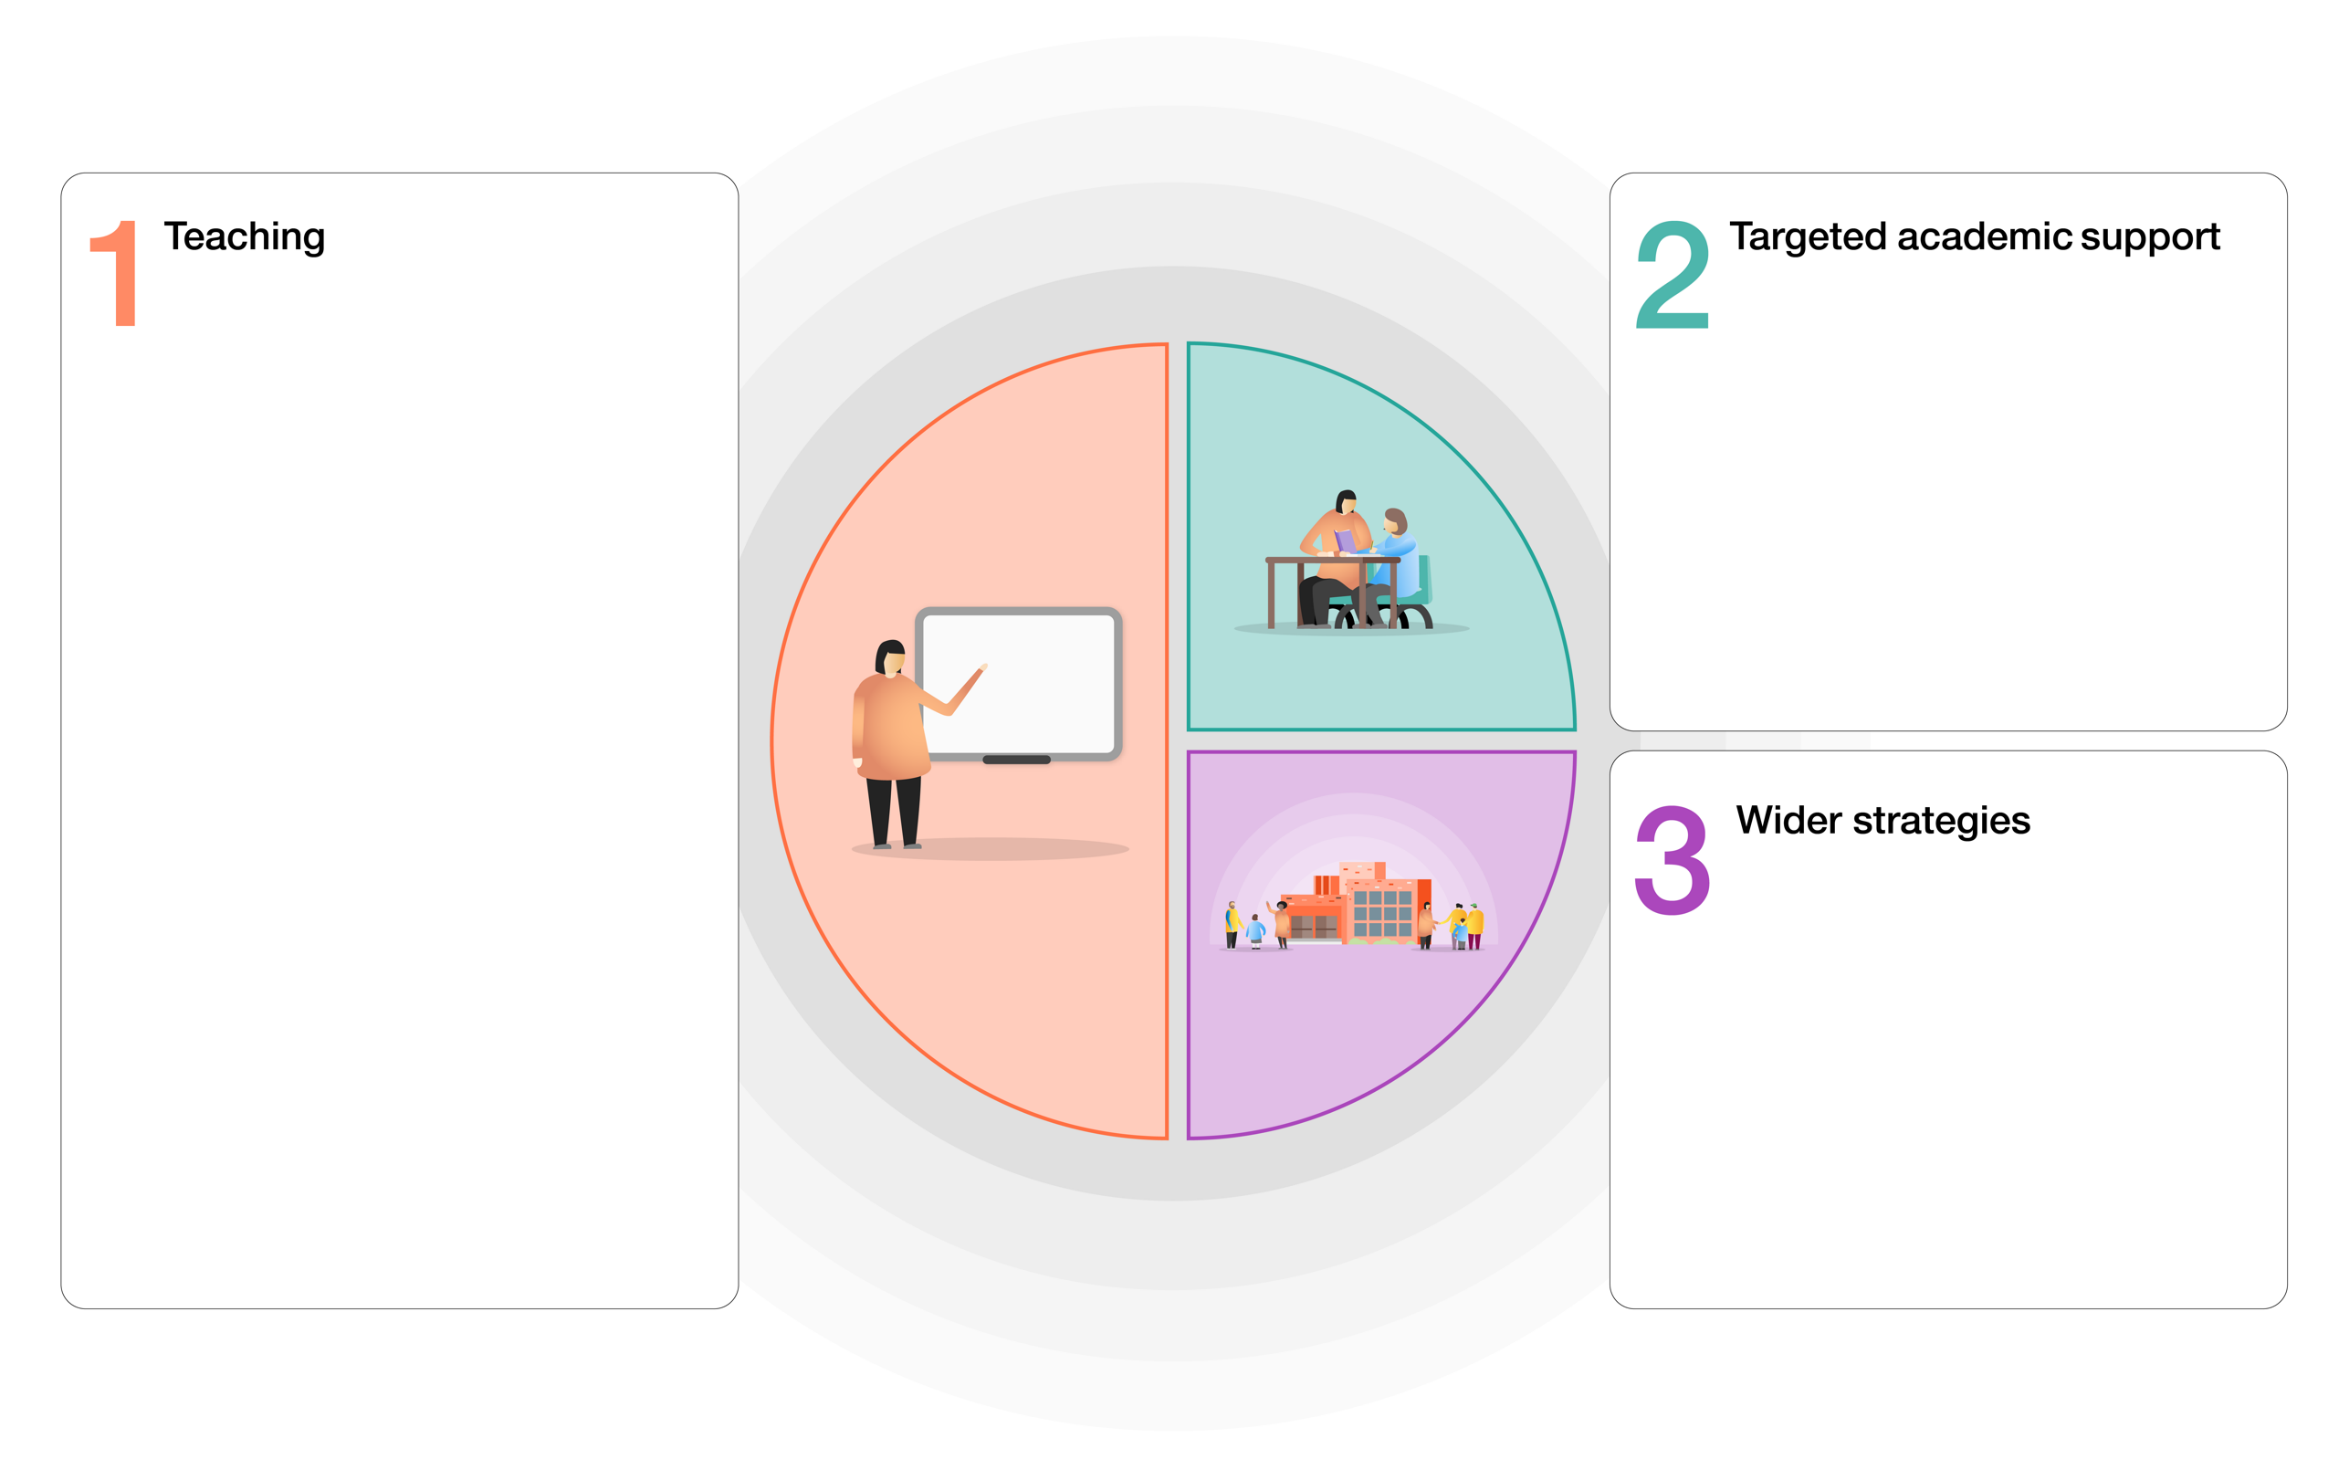 1 Teaching
2 Targeted academic support
3 Wider strategies